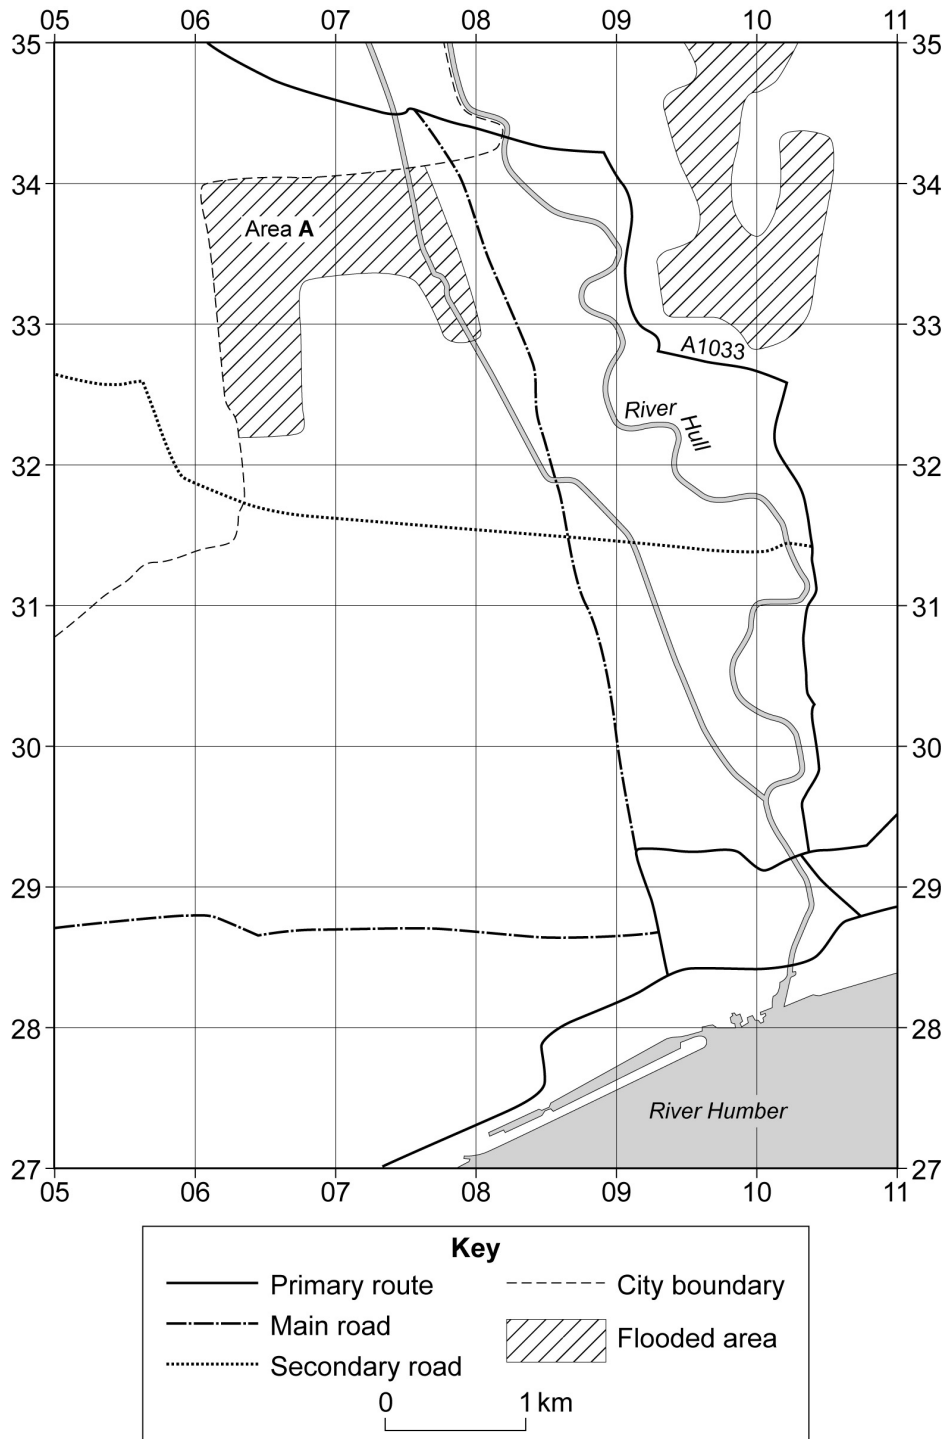 05 06 07 08 09 10 11
35 35
34 34
Area A
33 33
A1033
River Hull
32 32
31 31
30 30
29 29
28 28
River Humber
27 27
05 06 07 08 09 10 11
Key
Primary route City boundary
Main road Flooded area
Secondary road
0 1 km